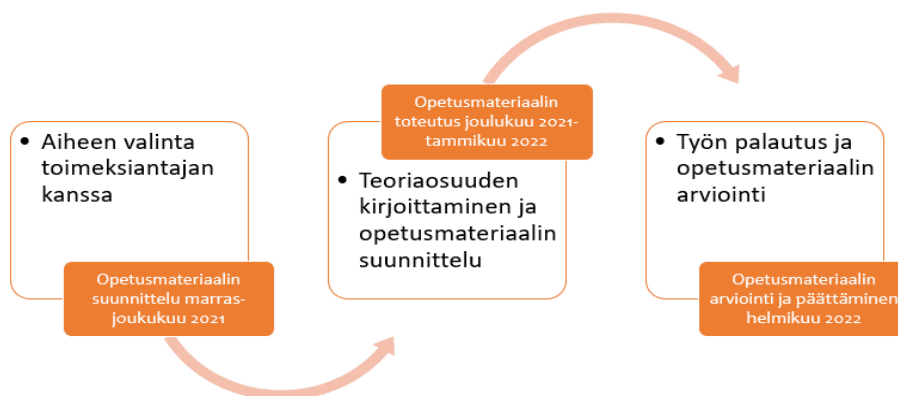 • Aiheen valinta
toimeksiantajan
kanssa
Opetusmateriaalin
suunnittelu marras-
joukukuu 2021
Opetusmateriaalin
toteutus joulukuu 2021-
tammikuu 2022
• Teoriaosuuden
kirjoittaminen ja
opetusmateriaalin
suunnittelu
• Työn palautus ja
opetusmateriaalin
arviointi
Opetusmateriaalin
arviointi ja päättäminen
helmikuu 2022